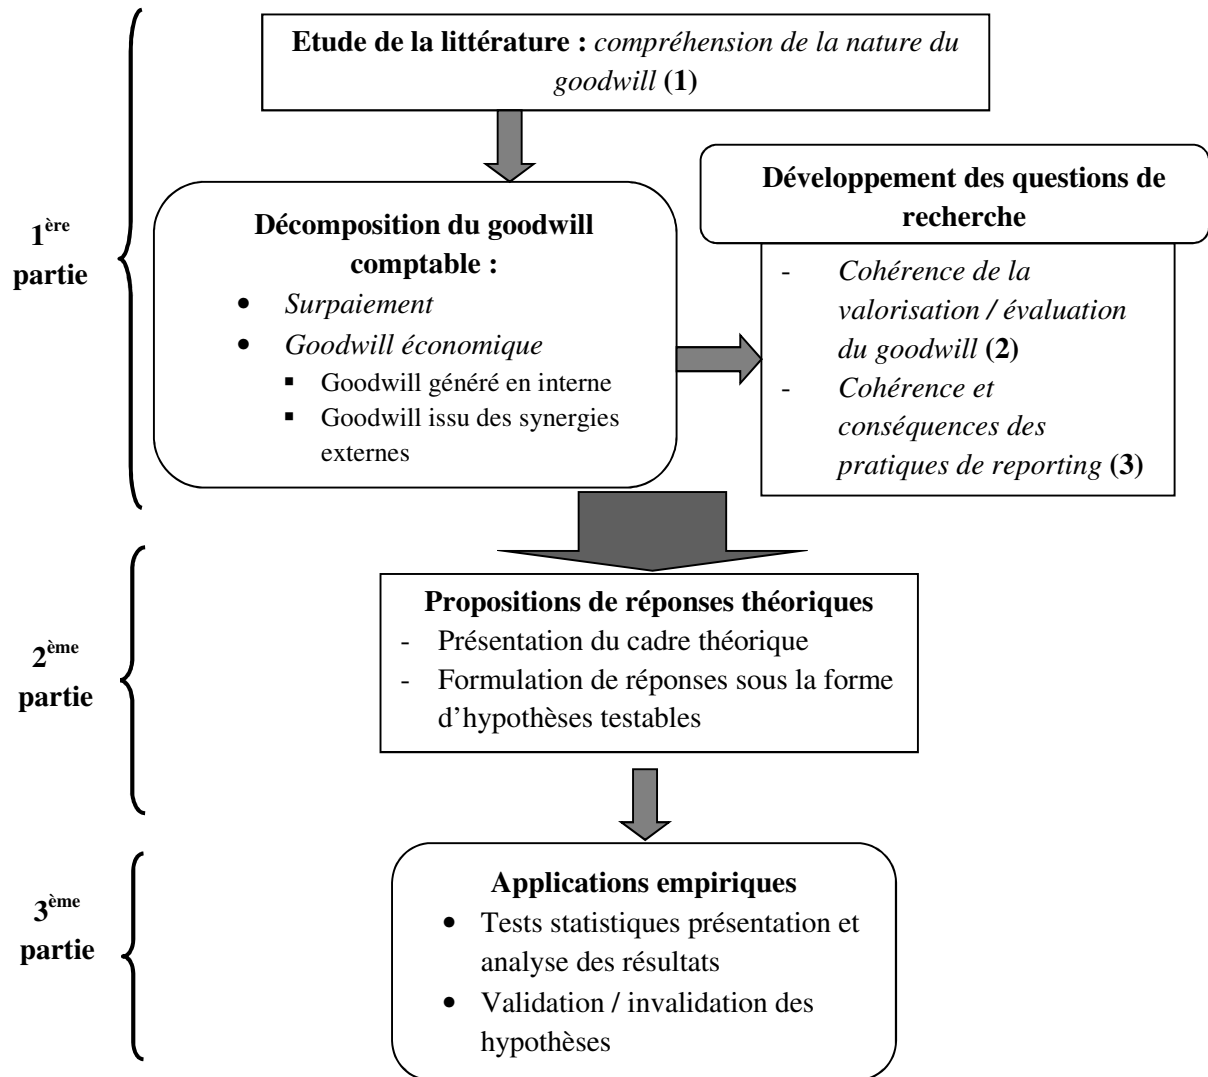 Etude de la littérature : compréhension de la nature du
goodwill (1)
1ère
partie
Décomposition du goodwill
comptable :
• Surpaiement
• Goodwill économique
▪ Goodwill généré en interne
▪ Goodwill issu des synergies
externes
Développement des questions de
recherche
- Cohérence de la
valorisation / évaluation
du goodwill (2)
- Cohérence et
conséquences des
pratiques de reporting (3)
2ème
partie
Propositions de réponses théoriques
- Présentation du cadre théorique
- Formulation de réponses sous la forme
d’hypothèses testables
3ème
partie
Applications empiriques
• Tests statistiques présentation et
analyse des résultats
• Validation / invalidation des
hypothèses